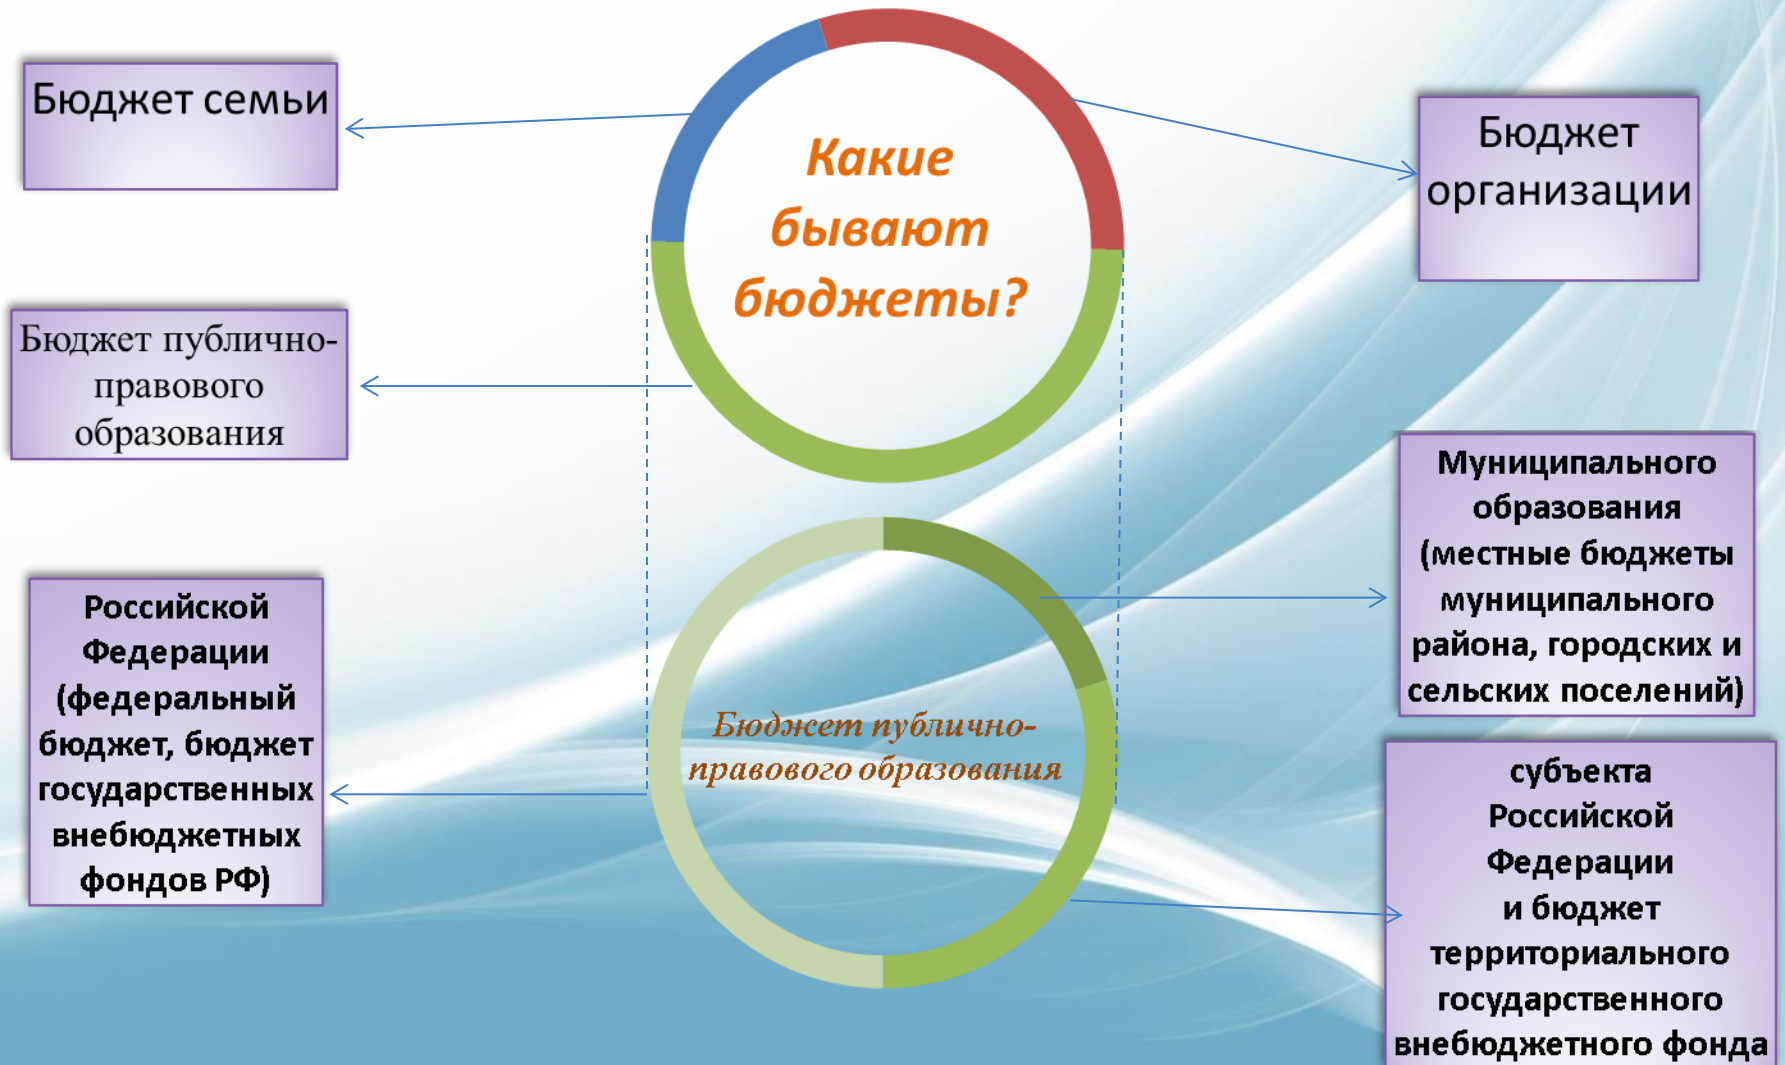 Бюджет семьи
Какие
бывают
бюджеты?
Бюджет
организации
Бюджет публично-
правового
образования
Муниципального
образования
(местные бюджеты
муниципального
района, городских и
сельских поселений)
Российской
Федерации
(федеральный
бюджет, бюджет
государственных
внебюджетных
фондов РФ)
Бюджет публично-
правового образования
субъекта
Российской
Федерации
и бюджет
территориального
государственного
внебюджетного фонда